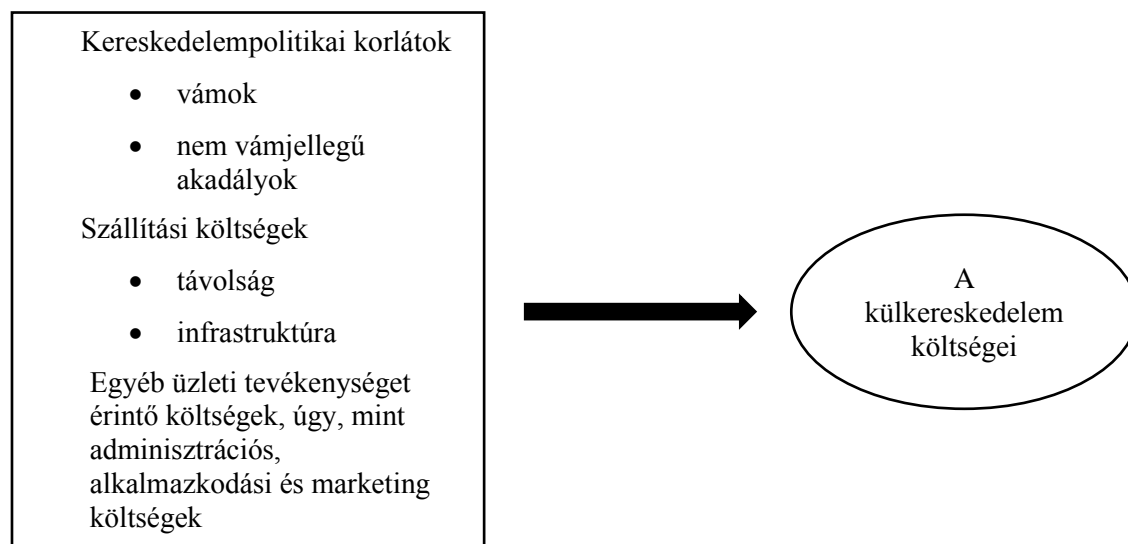 Kereskedelempolitikai korlátok
• vámok
• nem vámjellegű
akadályok
Szállítási költségek
• távolság
• infrastruktúra
Egyéb üzleti tevékenységet
érintő költségek, úgy, mint
adminisztrációs,
alkalmazkodási és marketing
költségek
A
külkereskedelem
költségei